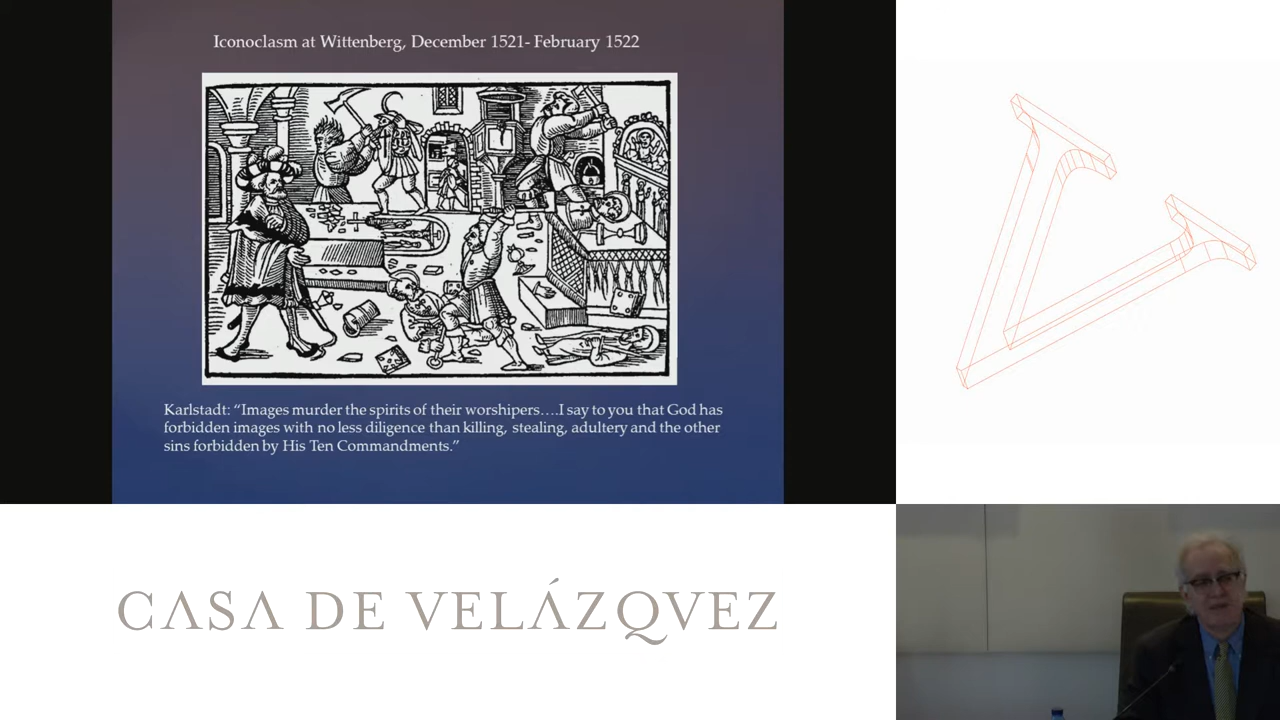 Iconoclasm at Wittenberg, December 1521- February 1522
Karlstadt: “Images murder the spirits of their worshipers….I say to you that God has
forbidden images with no less diligence than killing, stealing, adultery and the other
sins forbidden by His Ten Commandments.”
CASA DE VELÁZQVEZ